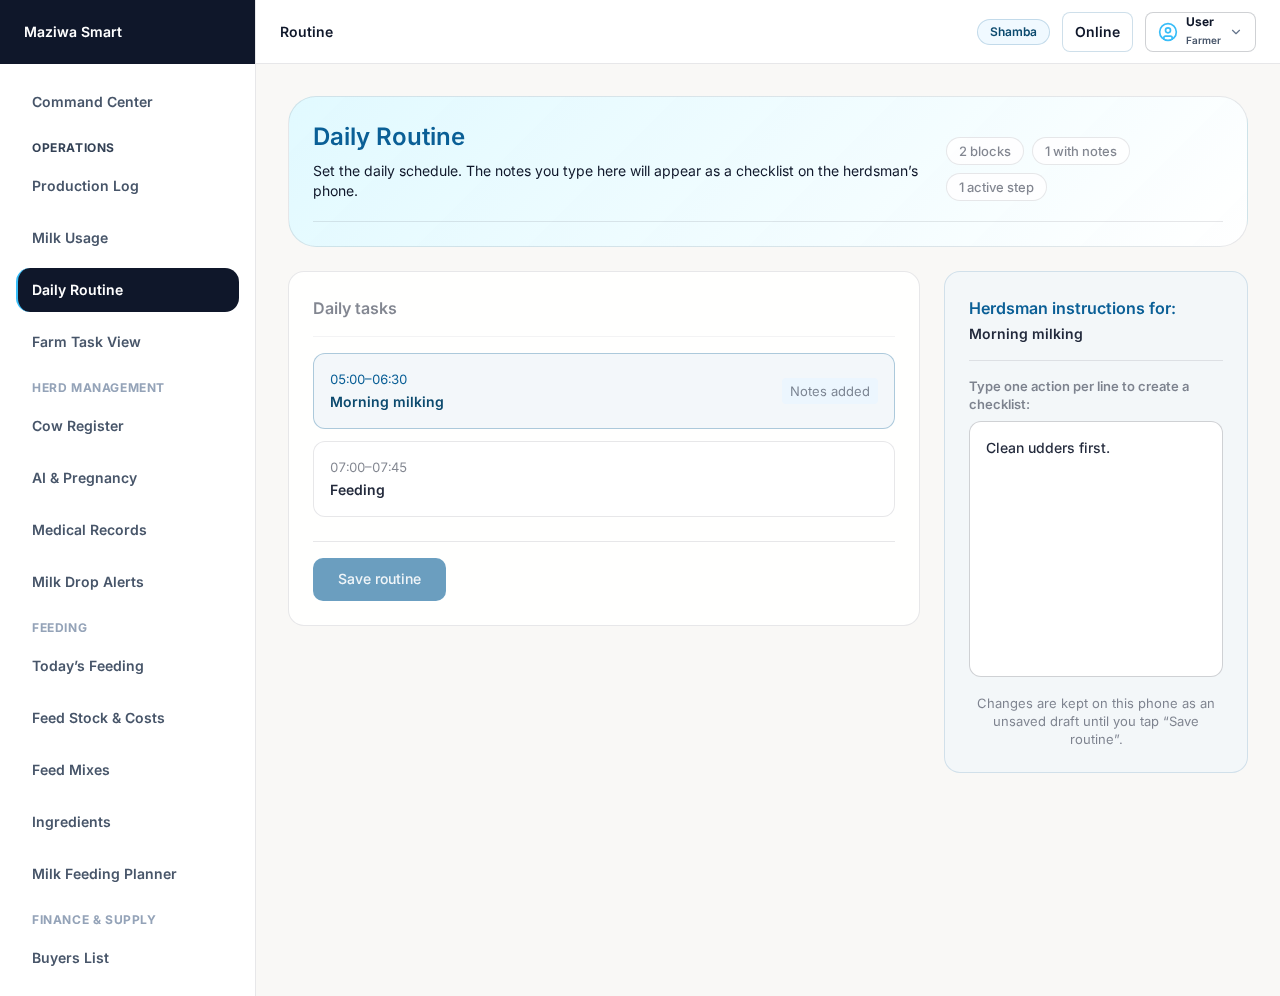 Maziwa Smart
Routine
Shamba
Online
User
Farmer
Command Center
OPERATIONS
Production Log
Milk Usage
Daily Routine
Farm Task View
HERD MANAGEMENT
Cow Register
AI & Pregnancy
Medical Records
Milk Drop Alerts
FEEDING
Today’s Feeding
Feed Stock & Costs
Feed Mixes
Ingredients
Milk Feeding Planner
FINANCE & SUPPLY
Buyers List
Daily Routine
Set the daily schedule. The notes you type here will appear as a checklist on the herdsman’s
phone.
2 blocks
1 with notes
1 active step
Daily tasks
05:00–06:30
Morning milking
Notes added
07:00–07:45
Feeding
Save routine
Herdsman instructions for:
Morning milking
Type one action per line to create a
checklist:
Clean udders first.
Changes are kept on this phone as an
unsaved draft until you tap “Save
routine”.